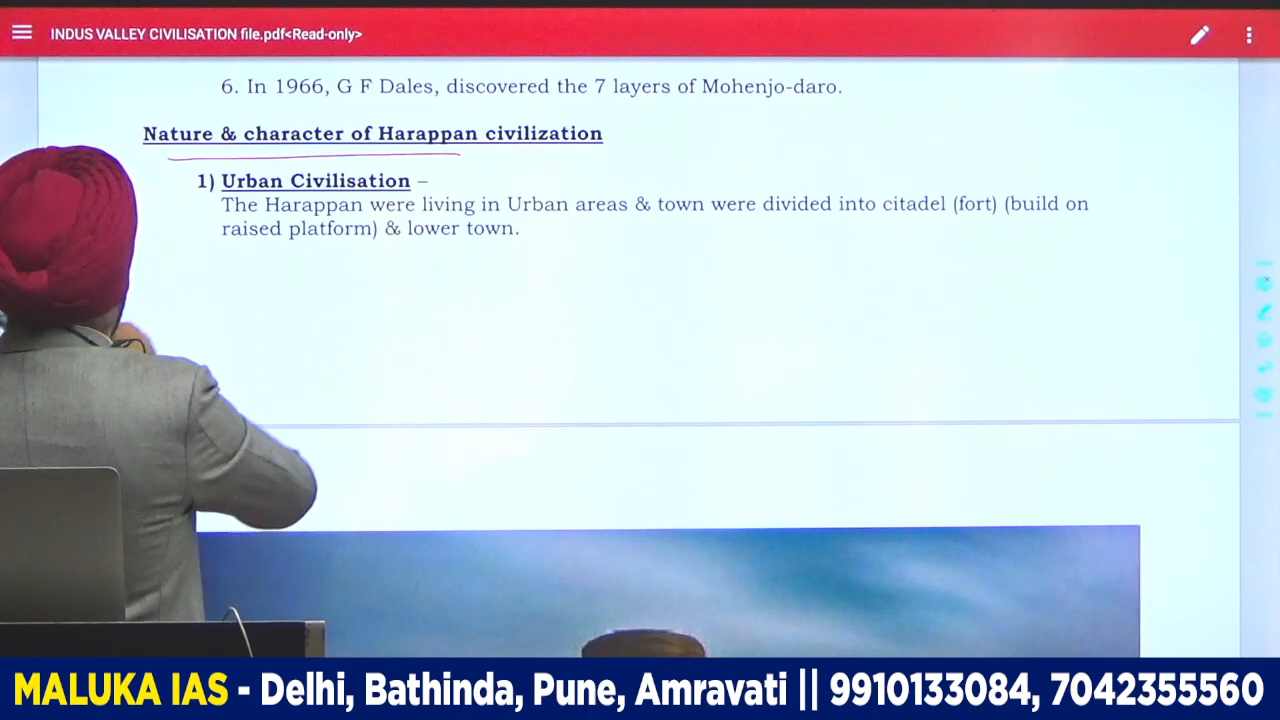 INDUS VALLEY CIVILISATION file.pdf<Read-only>
6. In 1966, G F Dales, discovered the 7 layers of Mohenjo-daro.
Nature & character of Harappan civilization
1) Urban Civilisation –
The Harappan were living in Urban areas & town were divided into citadel (fort) (build on
raised platform) & lower town.
MALUKA IAS - Delhi, Bathinda, Pune, Amravati || 9910133084, 7042355560